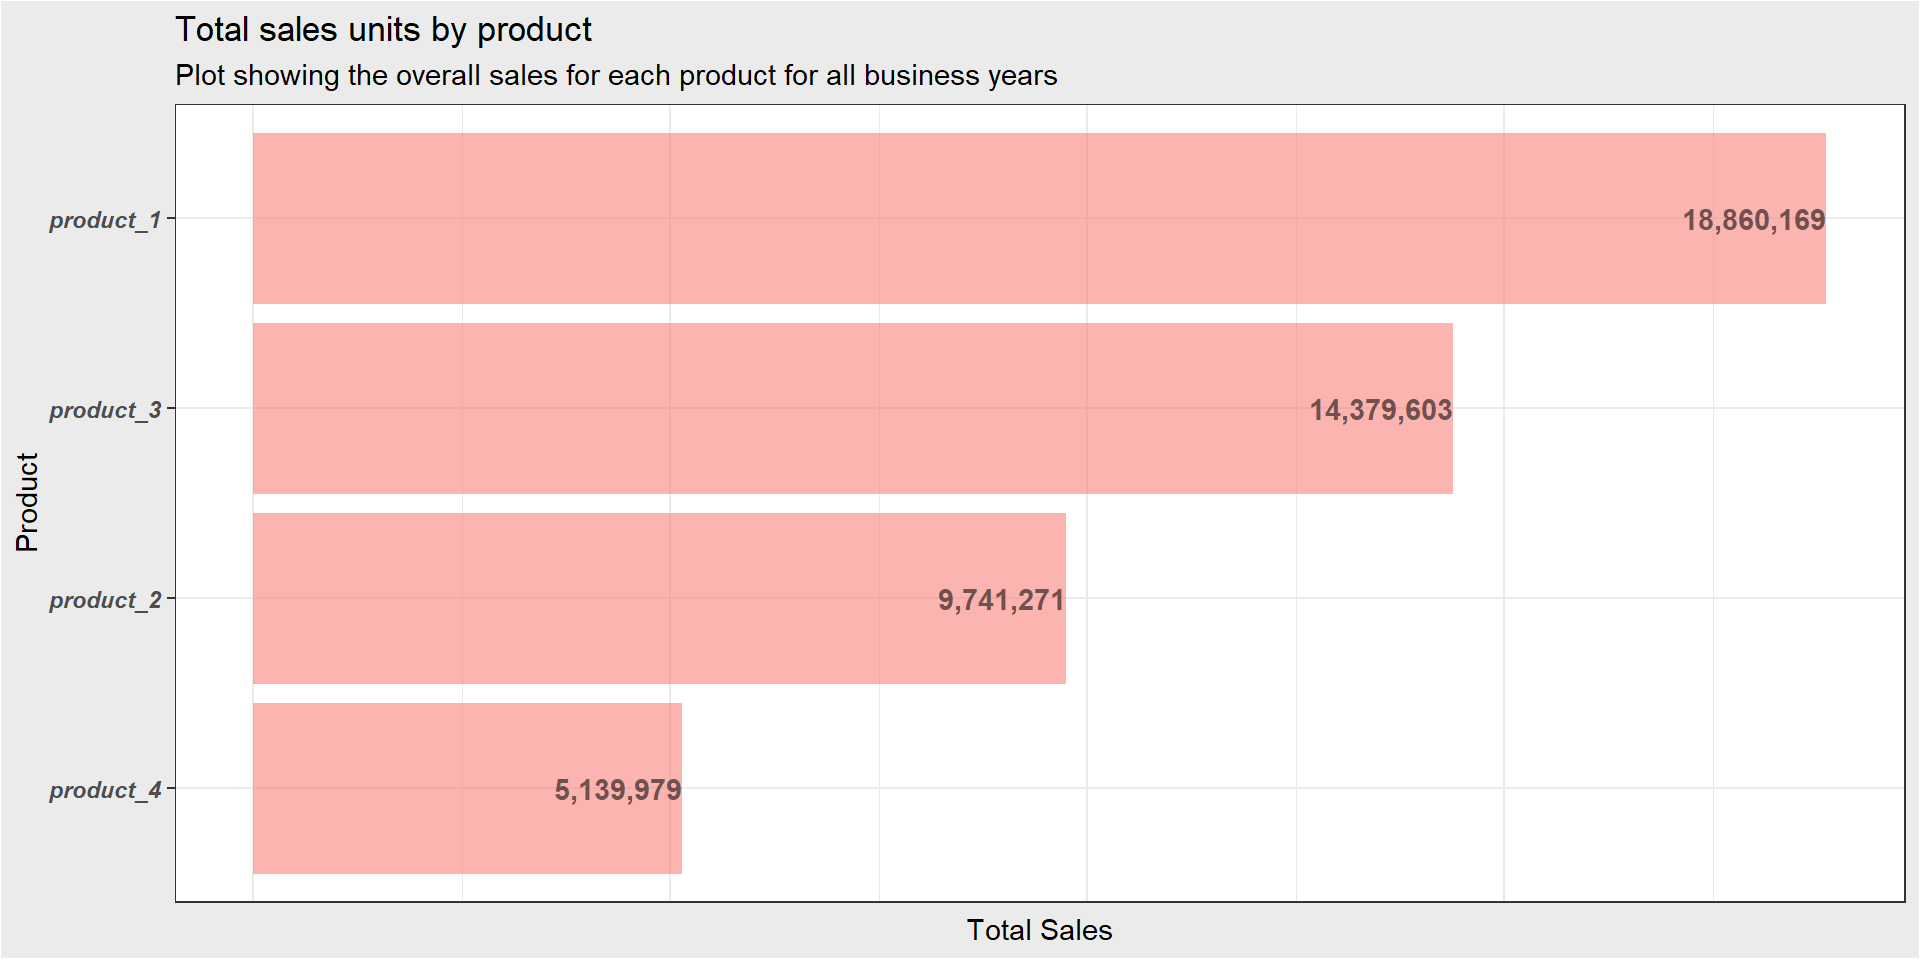 Total sales units by product
Plot showing the overall sales for each product for all business years
product_1
18,860,169
product_3
14,379,603
Product
product_2
9,741,271
product_4
5,139,979
Total Sales